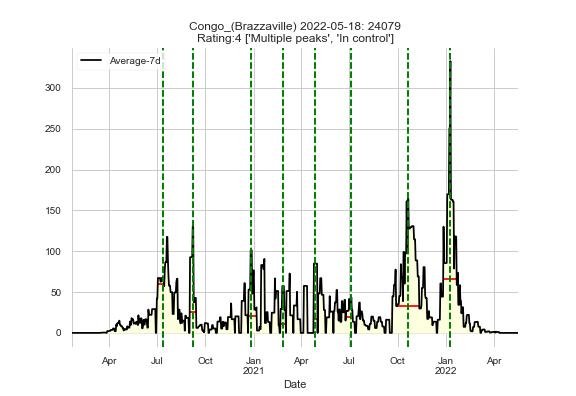 Congo_(Brazzaville) 2022-05-18: 24079
Rating:4 ['Multiple peaks', 'In control']
Average-7d
300
250
200
150
100
50
0
Apr Jul Oct Jan Apr Jul Oct Jan Apr
2021 2022
Date